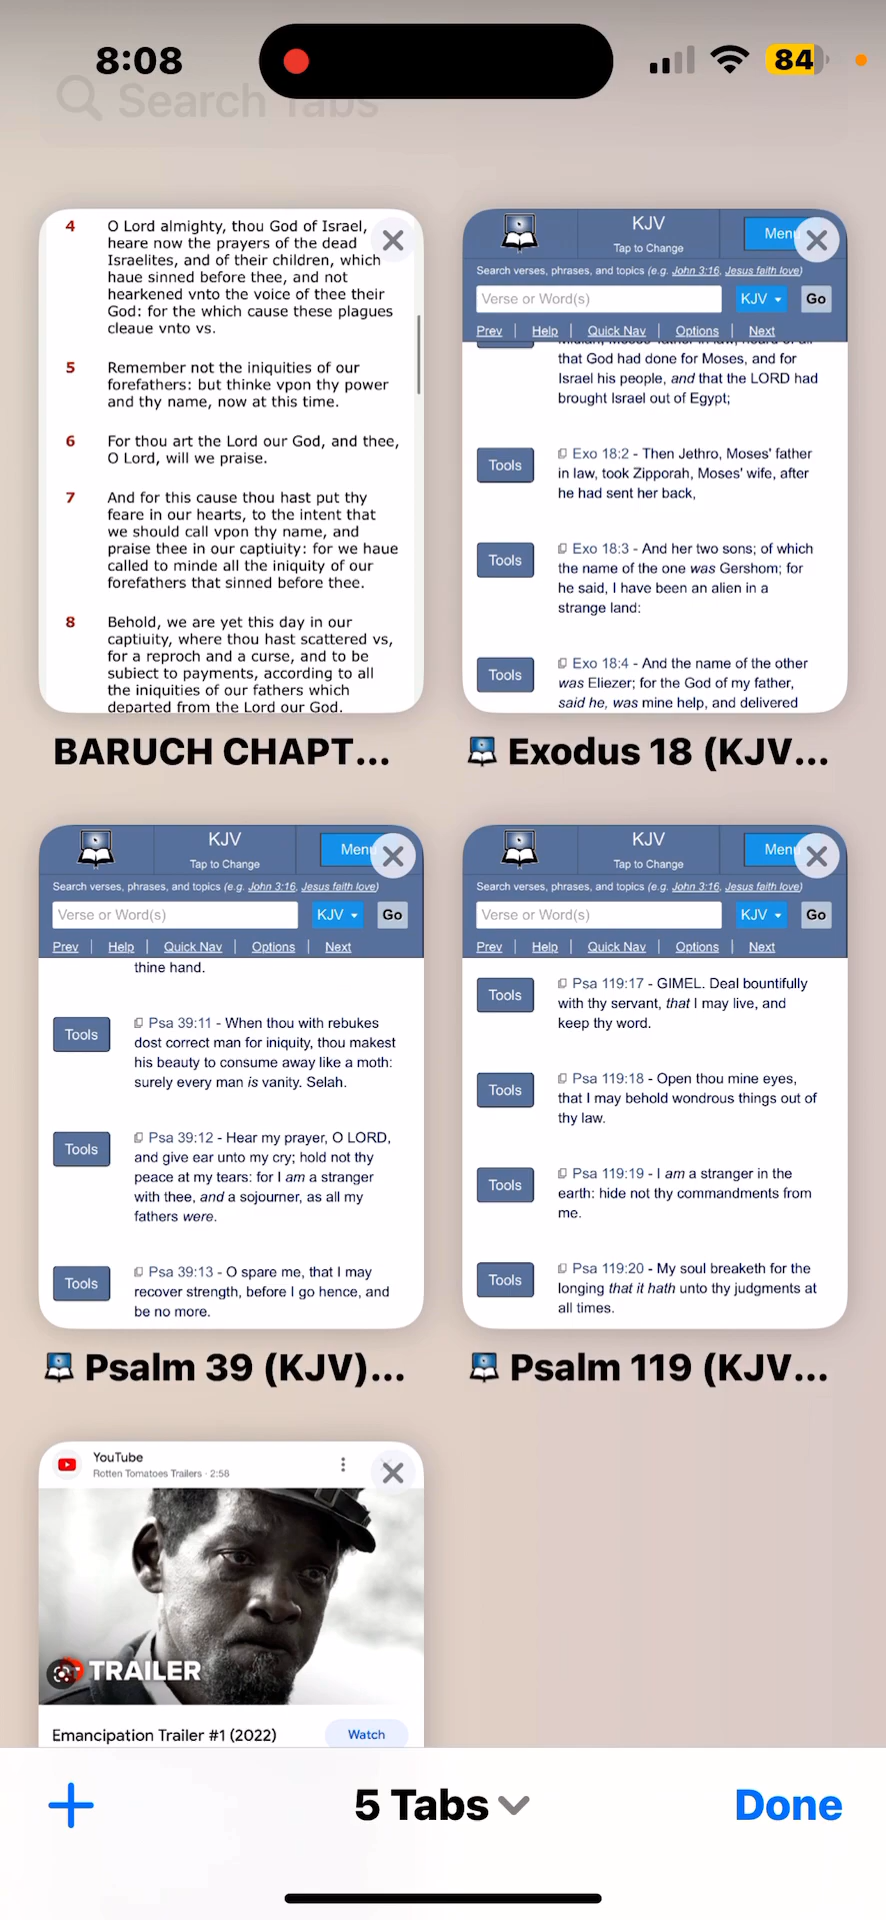 8:08
84
Search Tabs
4 O Lord almighty, thou God of Israel,
heare now the prayers of the dead
Israelites, and of their children, which
haue sinned before thee, and not
hearkened vnto the voice of thee their
God: for the which cause these plagues
cleaue vnto vs.
5 Remember not the iniquities of our
forefathers: but thinke vpon thy power
and thy name, now at this time.
6 For thou art the Lord our God, and thee,
O Lord, will we praise.
7 And for this cause thou hast put thy
feare in our hearts, to the intent that
we should call vpon thy name, and
praise thee in our captiuity: for we haue
called to minde all the iniquity of our
forefathers that sinned before thee.
8 Behold, we are yet this day in our
captiuity, where thou hast scattered vs,
for a reproch and a curse, and to be
subiect to payments, according to all
the iniquities of our fathers which
departed from the Lord our God.
BARUCH CHAPT...
KJV
Tap to Change
Menu
Search verses, phrases, and topics (e.g. John 3:16, Jesus faith love)
Verse or Word(s)
KJV
Go
Prev | Help | Quick Nav | Options | Next
that God had done for Moses, and for
Israel his people, and that the LORD had
brought Israel out of Egypt;
Tools
Exo 18:2 - Then Jethro, Moses' father
in law, took Zipporah, Moses' wife, after
he had sent her back,
Tools
Exo 18:3 - And her two sons; of which
the name of the one was Gershom; for
he said, I have been an alien in a
strange land:
Tools
Exo 18:4 - And the name of the other
was Eliezer; for the God of my father,
said he, was mine help, and delivered
Exodus 18 (KJV...
KJV
Tap to Change
Menu
Search verses, phrases, and topics (e.g. John 3:16, Jesus faith love)
Verse or Word(s)
KJV
Go
Prev | Help | Quick Nav | Options | Next
thine hand.
Tools
Psa 39:11 - When thou with rebukes
dost correct man for iniquity, thou makest
his beauty to consume away like a moth:
surely every man is vanity. Selah.
Tools
Psa 39:12 - Hear my prayer, O LORD,
and give ear unto my cry; hold not thy
peace at my tears: for I am a stranger
with thee, and a sojourner, as all my
fathers were.
Tools
Psa 39:13 - O spare me, that I may
recover strength, before I go hence, and
be no more.
Psalm 39 (KJV)...
KJV
Tap to Change
Menu
Search verses, phrases, and topics (e.g. John 3:16, Jesus faith love)
Verse or Word(s)
KJV
Go
Prev | Help | Quick Nav | Options | Next
Tools
Psa 119:17 - GIMEL. Deal bountifully
with thy servant, that I may live, and
keep thy word.
Tools
Psa 119:18 - Open thou mine eyes,
that I may behold wondrous things out of
thy law.
Tools
Psa 119:19 - I am a stranger in the
earth: hide not thy commandments from
me.
Tools
Psa 119:20 - My soul breaketh for the
longing that it hath unto thy judgments at
all times.
Psalm 119 (KJV...
YouTube
Rotten Tomatoes Trailers · 2:58
TRAILER
Emancipation Trailer #1 (2022)
Watch
5 Tabs
Done